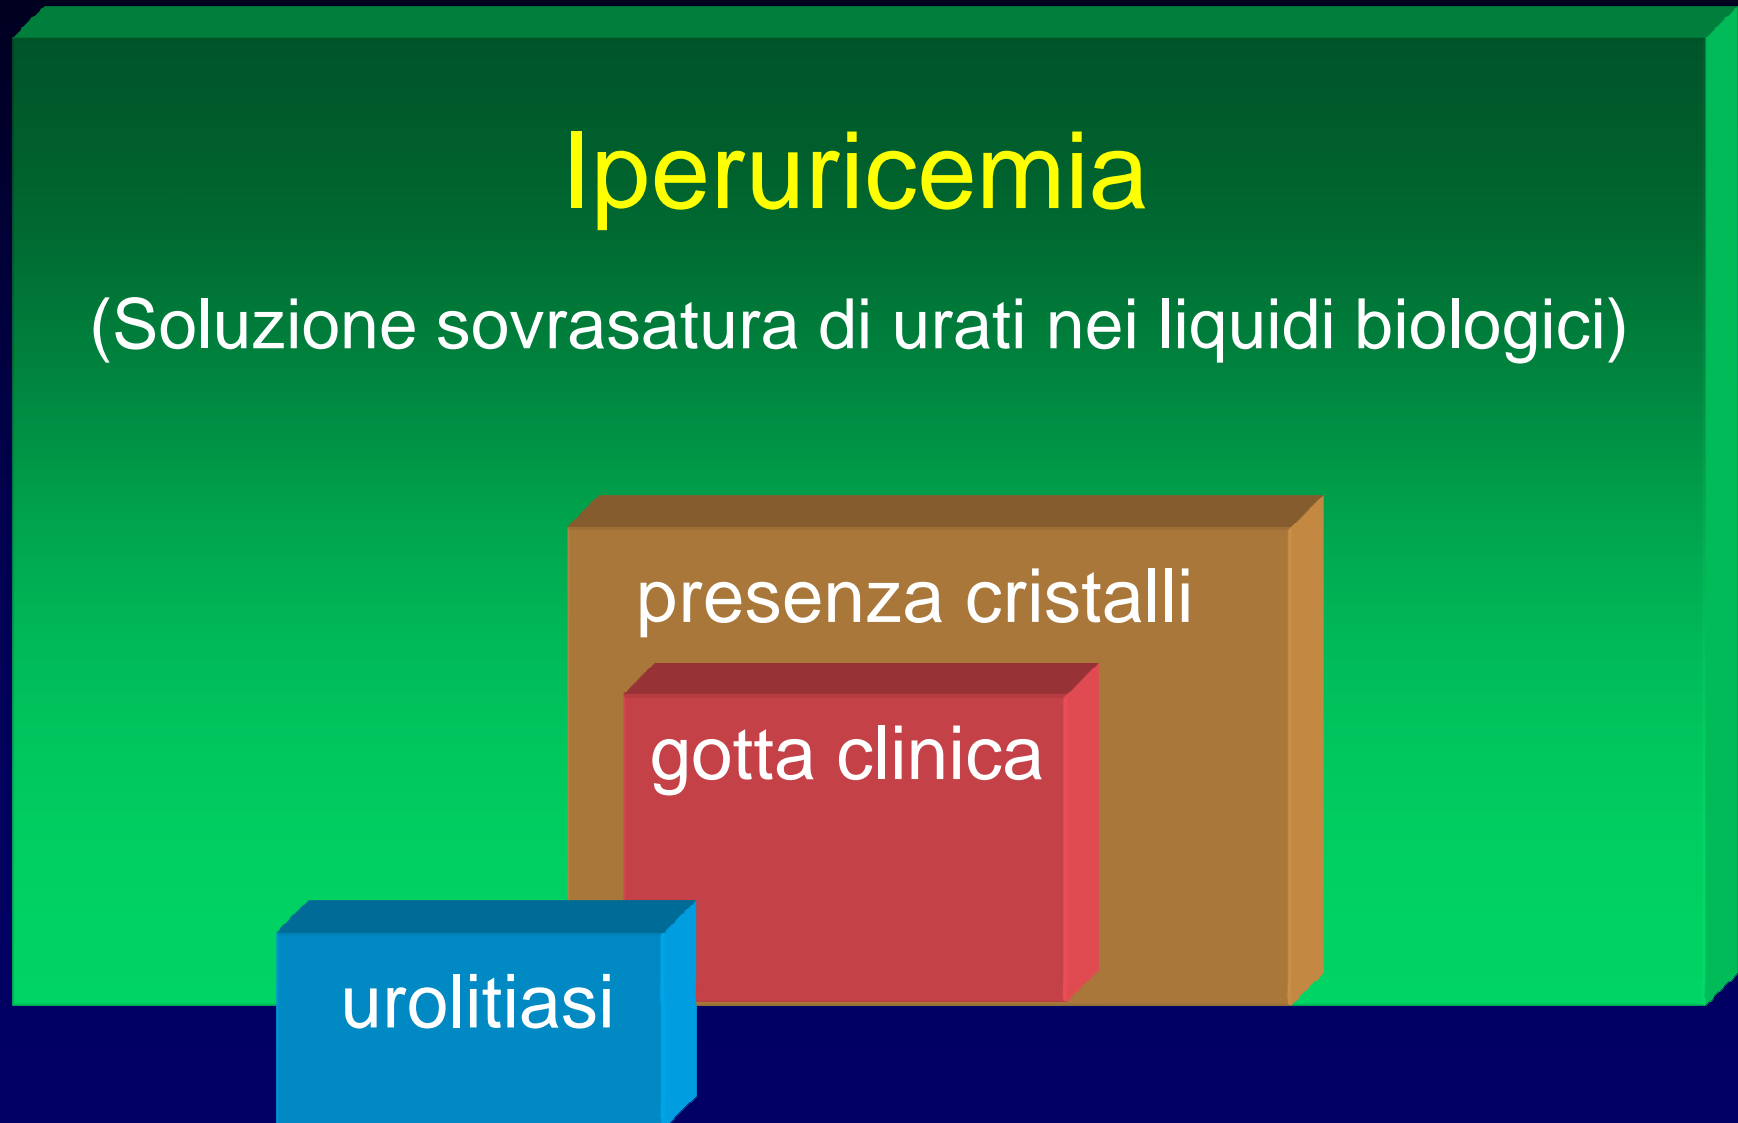 Iperuricemia
(Soluzione sovrasatura di urati nei liquidi biologici)
presenza cristalli
gotta clinica
urolitiasi